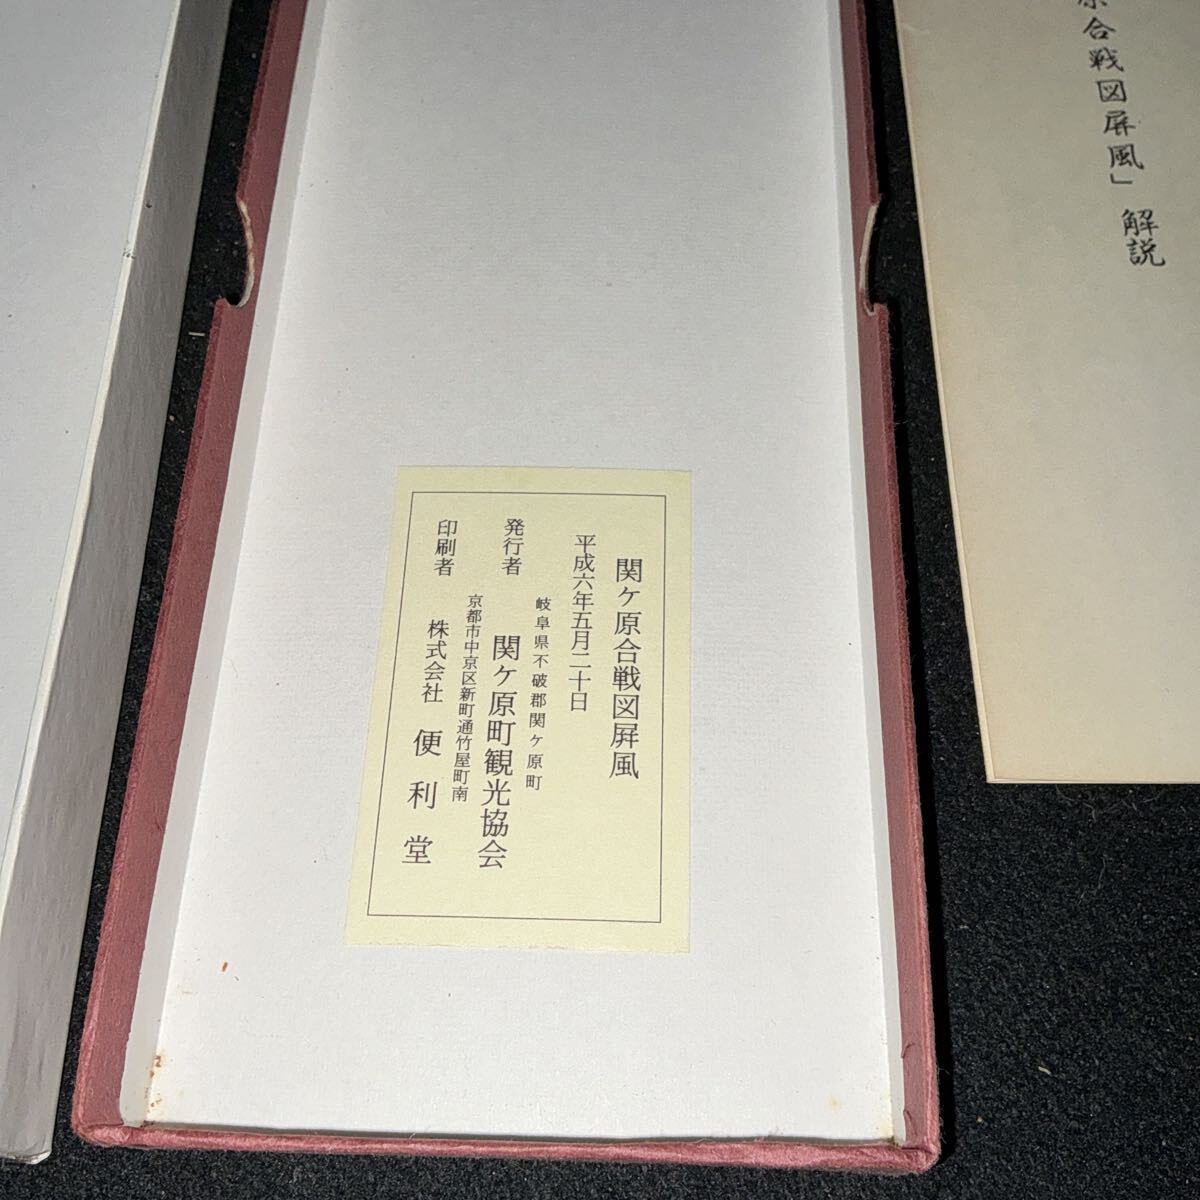 関ケ原合戦図屏風
平成六年五月二十日
岐阜県不破郡関ヶ原町
発行者 関ケ原町観光協会
京都市中京区新町通竹屋町南
印刷者 株式会社 便利堂
原合戦図屏風」 解説